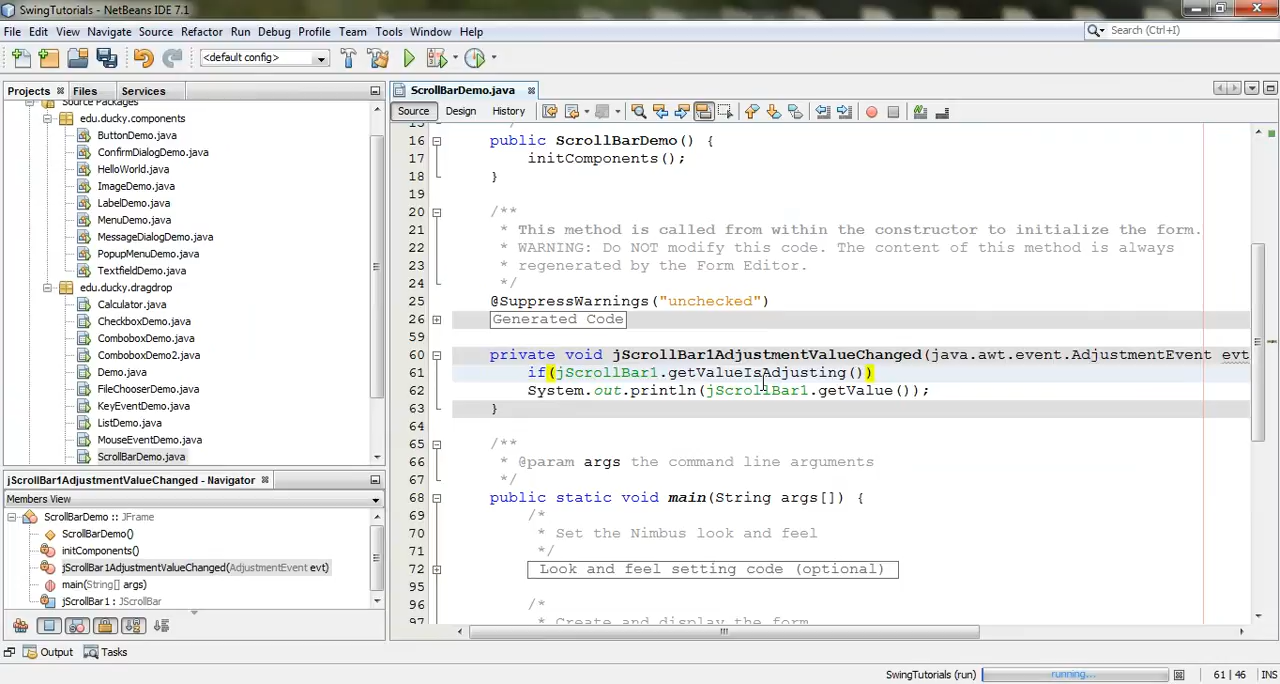 SwingTutorials - NetBeans IDE 7.1
File Edit View Navigate Source Refactor Run Debug Profile Team Tools Window Help
Search (Ctrl+I)
<default config>
Projects Files Services
ScrollBarDemo.java
Source Design History
Source Packages
edu.ducky.components
ButtonDemo.java
ConfirmDialogDemo.java
HelloWorld.java
ImageDemo.java
LabelDemo.java
MenuDemo.java
MessageDialogDemo.java
PopupMenuDemo.java
TextfieldDemo.java
edu.ducky.dragdrop
Calculator.java
CheckboxDemo.java
ComboboxDemo.java
ComboboxDemo2.java
Demo.java
FileChooserDemo.java
KeyEventDemo.java
ListDemo.java
MouseEventDemo.java
ScrollBarDemo.java
15 */
16 public ScrollBarDemo() {
17 initComponents();
18 }
19
20 /**
21 * This method is called from within the constructor to initialize the form.
22 * WARNING: Do NOT modify this code. The content of this method is always
23 * regenerated by the Form Editor.
24 */
25 @SuppressWarnings("unchecked")
26 Generated Code
59
60 private void jScrollBar1AdjustmentValueChanged(java.awt.event.AdjustmentEvent evt
61 if(jScrollBar1.getValueIsAdjusting())
62 System.out.println(jScrollBar1.getValue());
63 }
64
65 /**
66 * @param args the command line arguments
67 */
68 public static void main(String args[]) {
69 /*
70 * Set the Nimbus look and feel
71 */
72 Look and feel setting code (optional)
95
96 /*
97 * Create and display the form
jScrollBar1AdjustmentValueChanged - Navigator
Members View
ScrollBarDemo :: JFrame
ScrollBarDemo()
initComponents()
jScrollBar1AdjustmentValueChanged(AdjustmentEvent evt)
main(String[] args)
jScrollBar1 : JScrollBar
Output Tasks
SwingTutorials (run) running... 61 | 46 INS